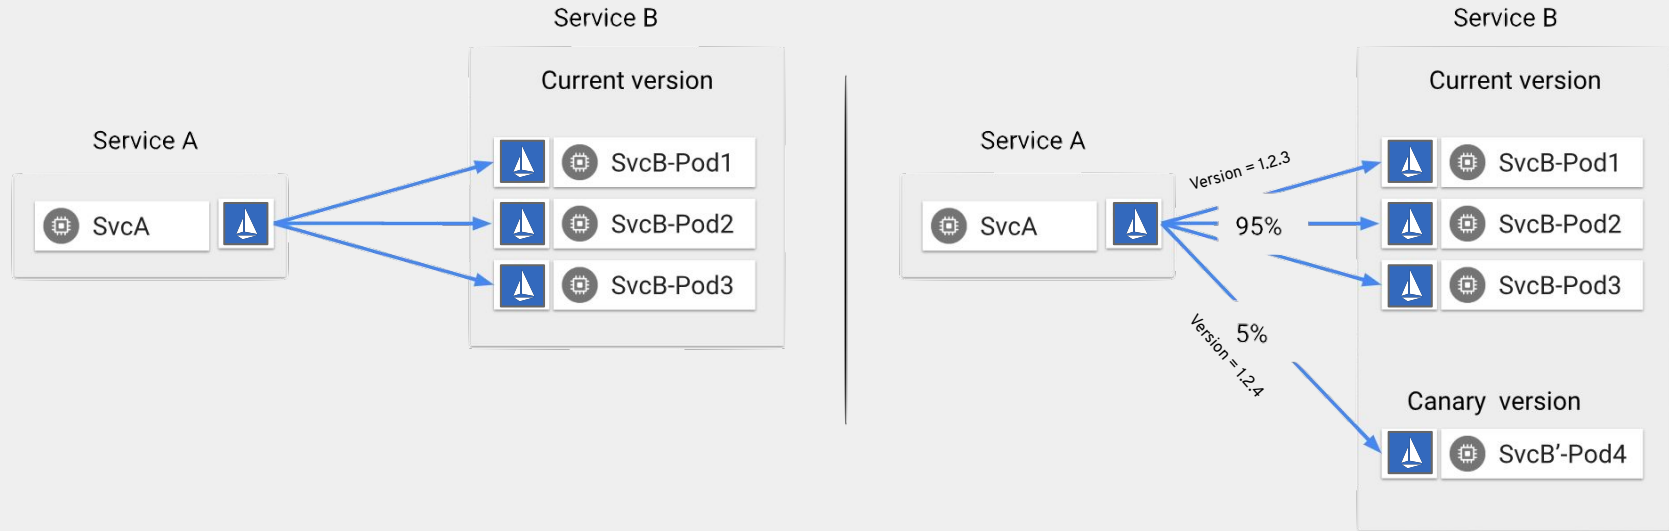 Service B
Current version
Service A
SvcA
SvcB-Pod1
SvcB-Pod2
SvcB-Pod3
Service B
Current version
Service A
SvcA
Version = 1.2.3
95%
5%
Version = 1.2.4
SvcB-Pod1
SvcB-Pod2
SvcB-Pod3
Canary version
SvcB’-Pod4